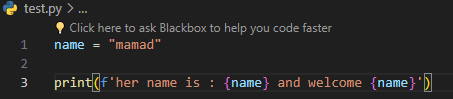 test.py > ...
Click here to ask Blackbox to help you code faster
1 name = "mamad"
2
3 print(f'her name is : {name} and welcome {name}')